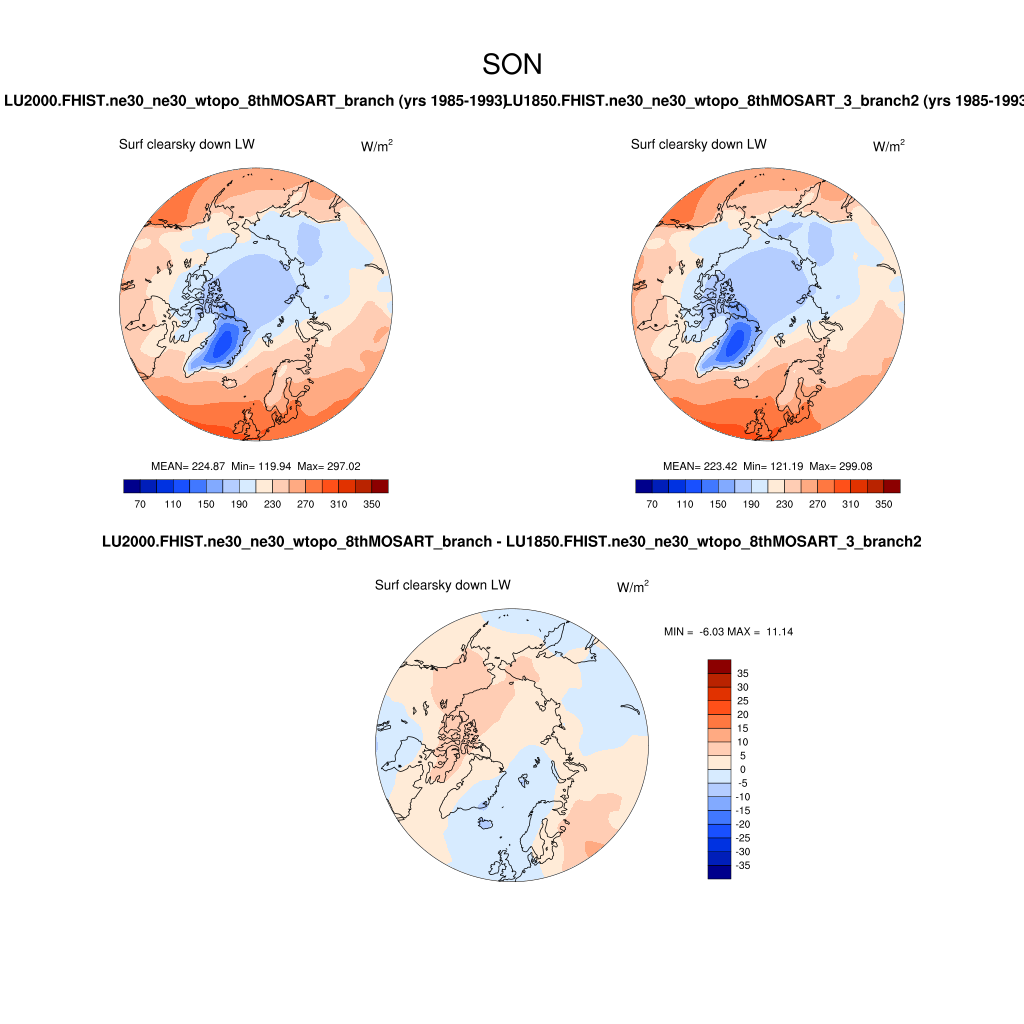 SON
LU2000.FHIST.ne30_ne30_wtopo_8thMOSART_branch (yrs 1985-1993)
LU1850.FHIST.ne30_ne30_wtopo_8thMOSART_3_branch2 (yrs 1985-1993
Surf clearsky down LW W/m²
Surf clearsky down LW W/m²
MEAN= 224.87 Min= 119.94 Max= 297.02
MEAN= 223.42 Min= 121.19 Max= 299.08
70 110 150 190 230 270 310 350
70 110 150 190 230 270 310 350
LU2000.FHIST.ne30_ne30_wtopo_8thMOSART_branch - LU1850.FHIST.ne30_ne30_wtopo_8thMOSART_3_branch2
Surf clearsky down LW W/m²
MIN = -6.03 MAX = 11.14
35
30
25
20
15
10
5
0
-5
-10
-15
-20
-25
-30
-35